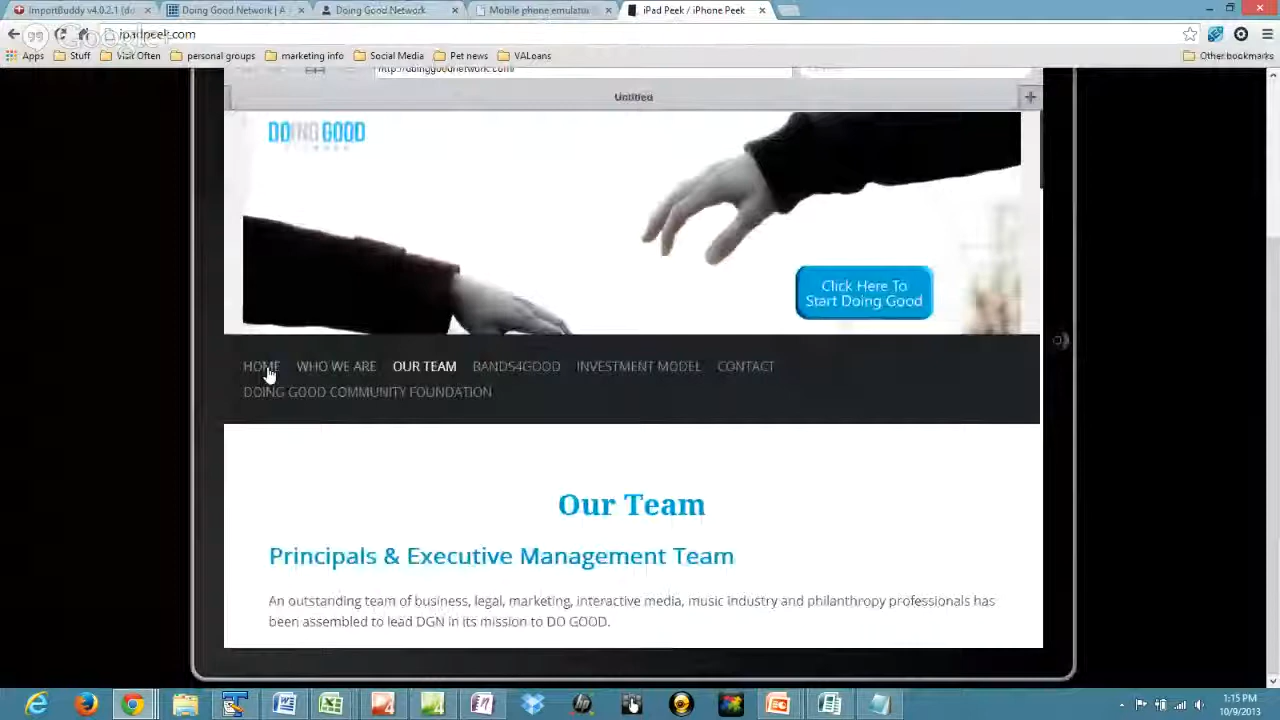 ImportBuddy v4.0.2.1 (do
Doing Good Network | A
Doing Good Network
Mobile phone emulator
iPad Peek / iPhone Peek
ipadpeek.com
Apps
Stuff
Visit Often
personal groups
marketing info
Social Media
Pet news
VALoans
Other bookmarks
http://doinggoodnetwork.com/
Untitled
DOING GOOD
NETWORK
Click Here To
Start Doing Good
HOME WHO WE ARE OUR TEAM BANDS4GOOD INVESTMENT MODEL CONTACT
DOING GOOD COMMUNITY FOUNDATION
Our Team
Principals & Executive Management Team
An outstanding team of business, legal, marketing, interactive media, music industry and philanthropy professionals has
been assembled to lead DGN in its mission to DO GOOD.
1:15 PM
10/9/2013